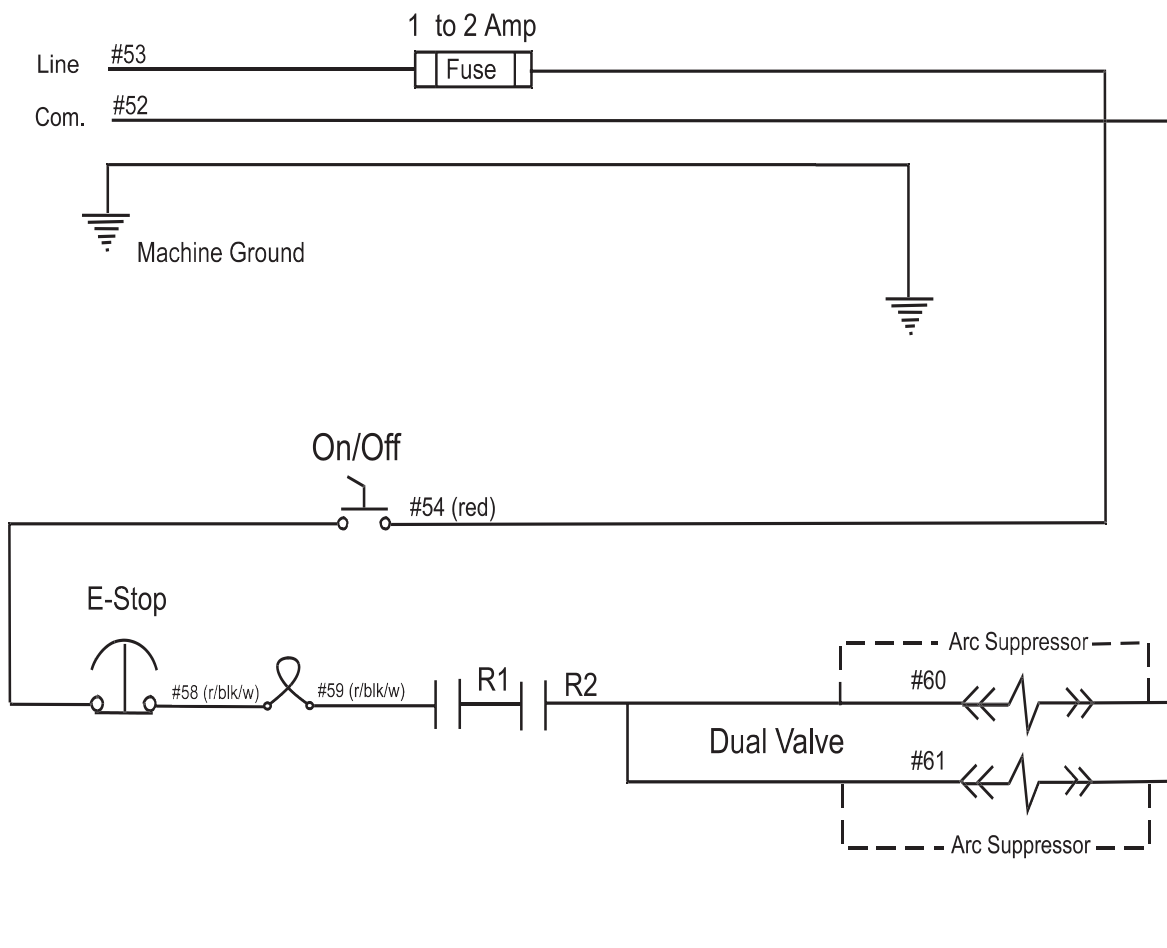 1 to 2 Amp
Line
#53
Fuse
Com.
#52
Machine Ground
On/Off
#54 (red)
E-Stop
#58 (r/blk/w)
#59 (r/blk/w)
R1
R2
Arc Suppressor
#60
Dual Valve
#61
Arc Suppressor